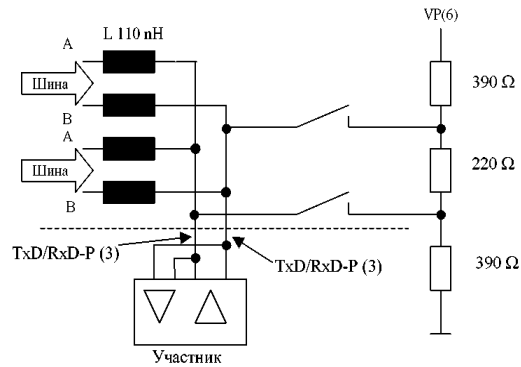 VP(6)
L 110 nH
A
Шина
390 Ω
B
A
Шина
220 Ω
B
TxD/RxD-P (3)
TxD/RxD-P (3)
390 Ω
Участник